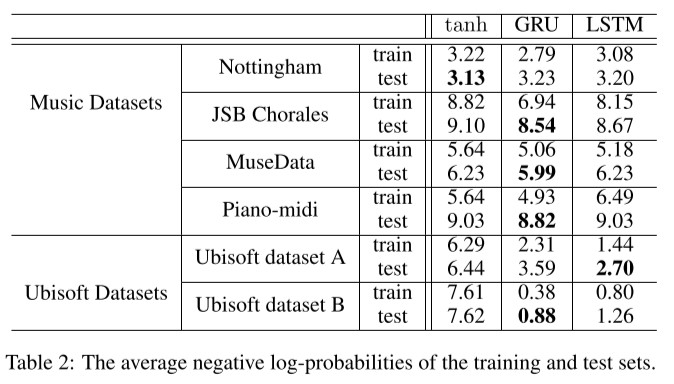 tanh GRU LSTM
Music Datasets Nottingham train 3.22 2.79 3.08
test 3.13 3.23 3.20
JSB Chorales train 8.82 6.94 8.15
test 9.10 8.54 8.67
MuseData train 5.64 5.06 5.18
test 6.23 5.99 6.23
Piano-midi train 5.64 4.93 6.49
test 9.03 8.82 9.03
Ubisoft Datasets Ubisoft dataset A train 6.29 2.31 1.44
test 6.44 3.59 2.70
Ubisoft dataset B train 7.61 0.38 0.80
test 7.62 0.88 1.26
Table 2: The average negative log-probabilities of the training and test sets.